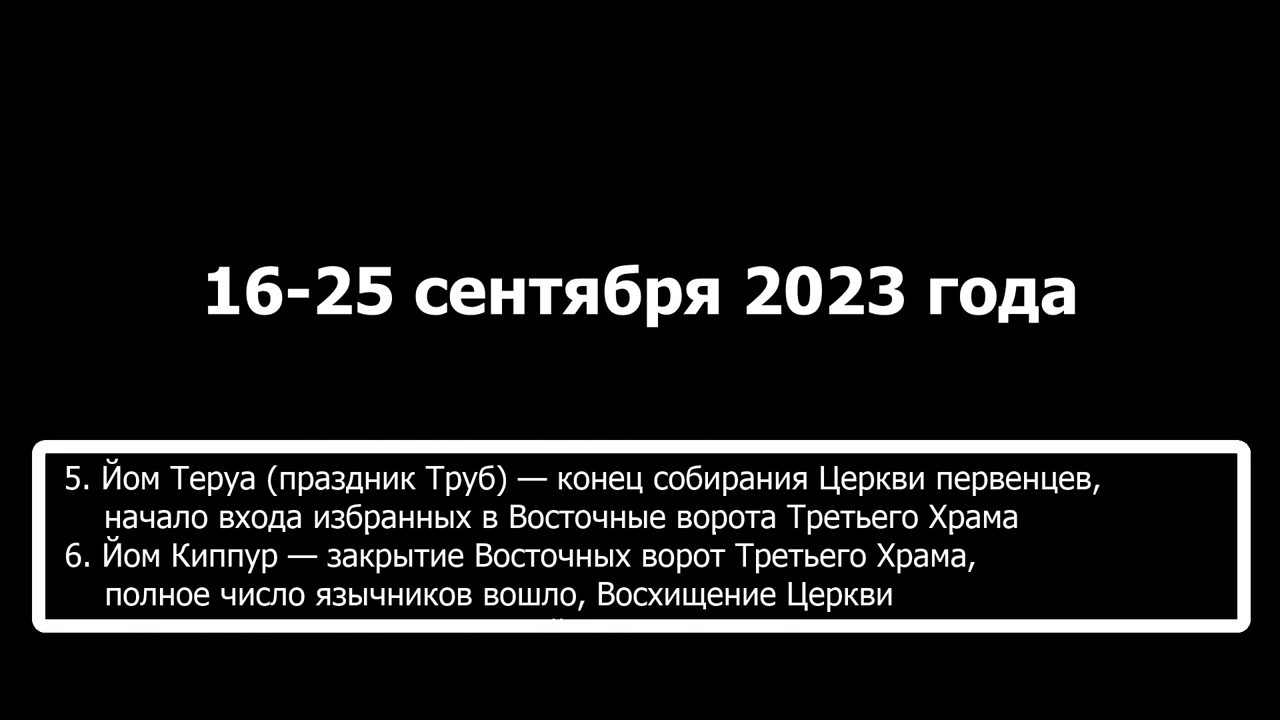 16-25 сентября 2023 года
5. Йом Теруа (праздник Труб) — конец собирания Церкви первенцев,
начало входа избранных в Восточные ворота Третьего Храма
6. Йом Киппур — закрытие Восточных ворот Третьего Храма,
полное число язычников вошло, Восхищение Церкви